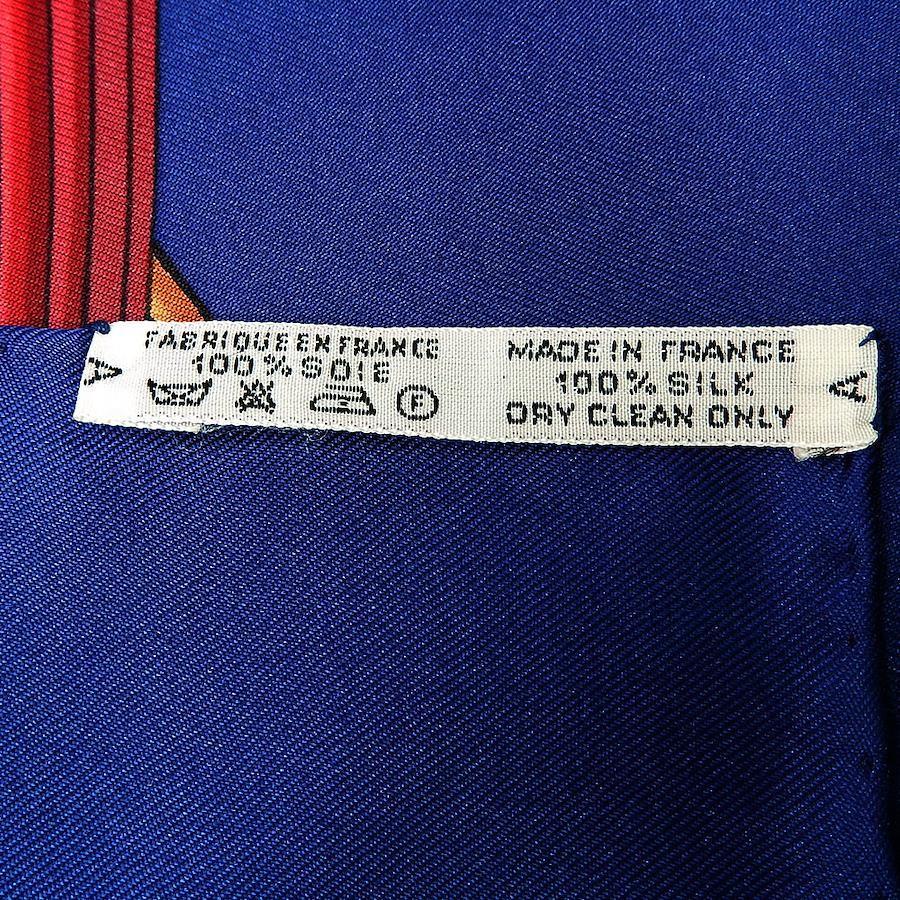 FABRIQUE EN FRANCE
100% SOIE
F
MADE IN FRANCE
100% SILK
DRY CLEAN ONLY
A
A